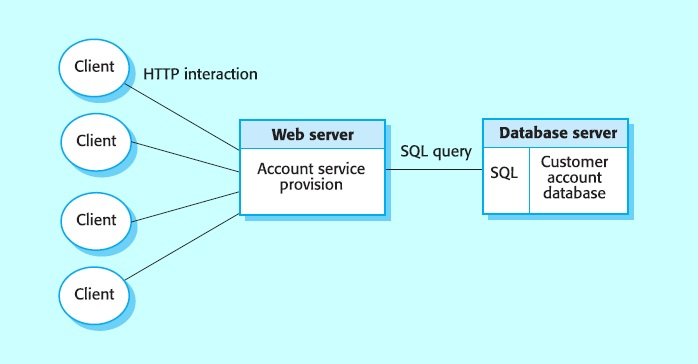 Client
HTTP interaction
Client
Client
Client
Web server
Account service
provision
SQL query
Database server
SQL
Customer
account
database